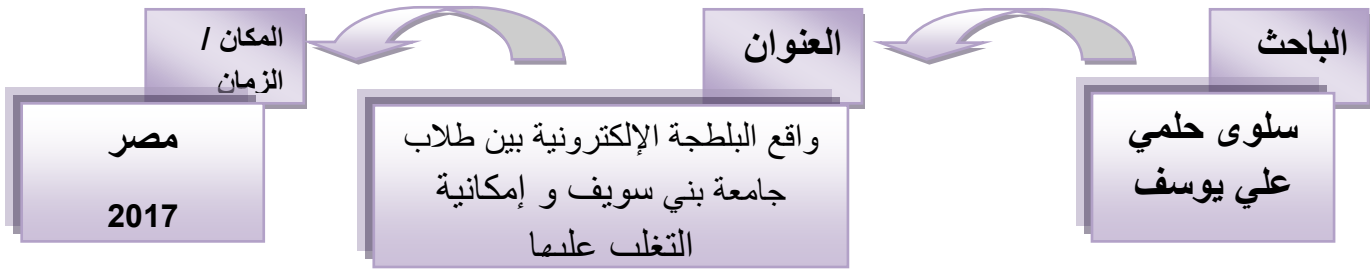 الباحث
سلوى حلمي
علي يوسف
العنوان
واقع البلطجة الإلكترونية بين طلاب
جامعة بني سويف و إمكانية
التغلب عليها
المكان /
الزمان
مصر
2017